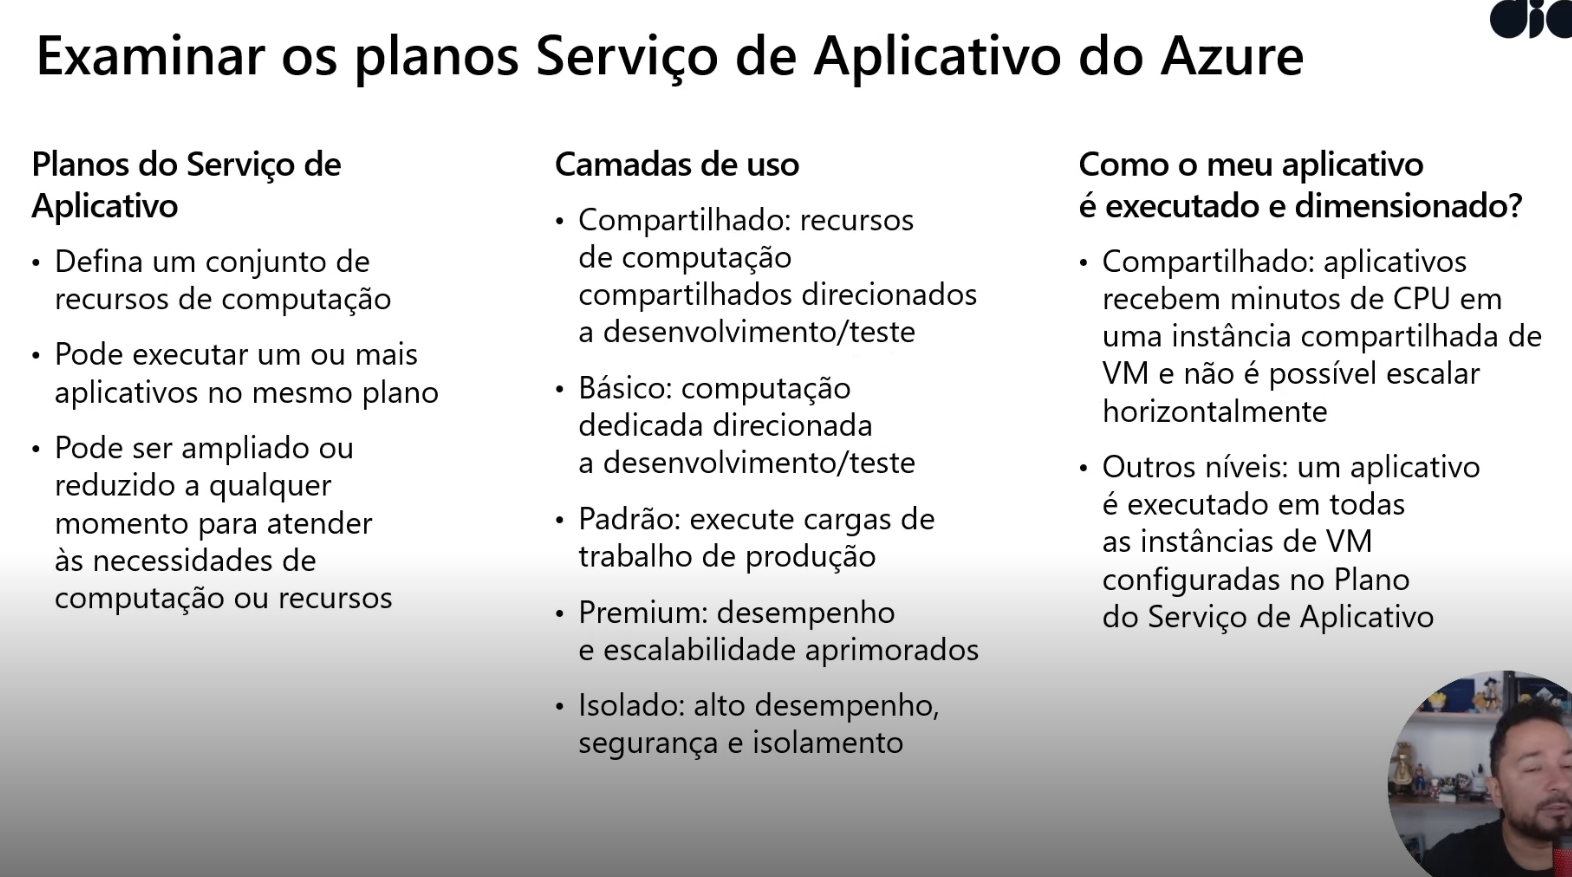 dio
Examinar os planos Serviço de Aplicativo do Azure
Planos do Serviço de
Aplicativo
• Defina um conjunto de
recursos de computação
• Pode executar um ou mais
aplicativos no mesmo plano
• Pode ser ampliado ou
reduzido a qualquer
momento para atender
às necessidades de
computação ou recursos
Camadas de uso
• Compartilhado: recursos
de computação
compartilhados direcionados
a desenvolvimento/teste
• Básico: computação
dedicada direcionada
a desenvolvimento/teste
• Padrão: execute cargas de
trabalho de produção
• Premium: desempenho
e escalabilidade aprimorados
• Isolado: alto desempenho,
segurança e isolamento
Como o meu aplicativo
é executado e dimensionado?
• Compartilhado: aplicativos
recebem minutos de CPU em
uma instância compartilhada de
VM e não é possível escalar
horizontalmente
• Outros níveis: um aplicativo
é executado em todas
as instâncias de VM
configuradas no Plano
do Serviço de Aplicativo